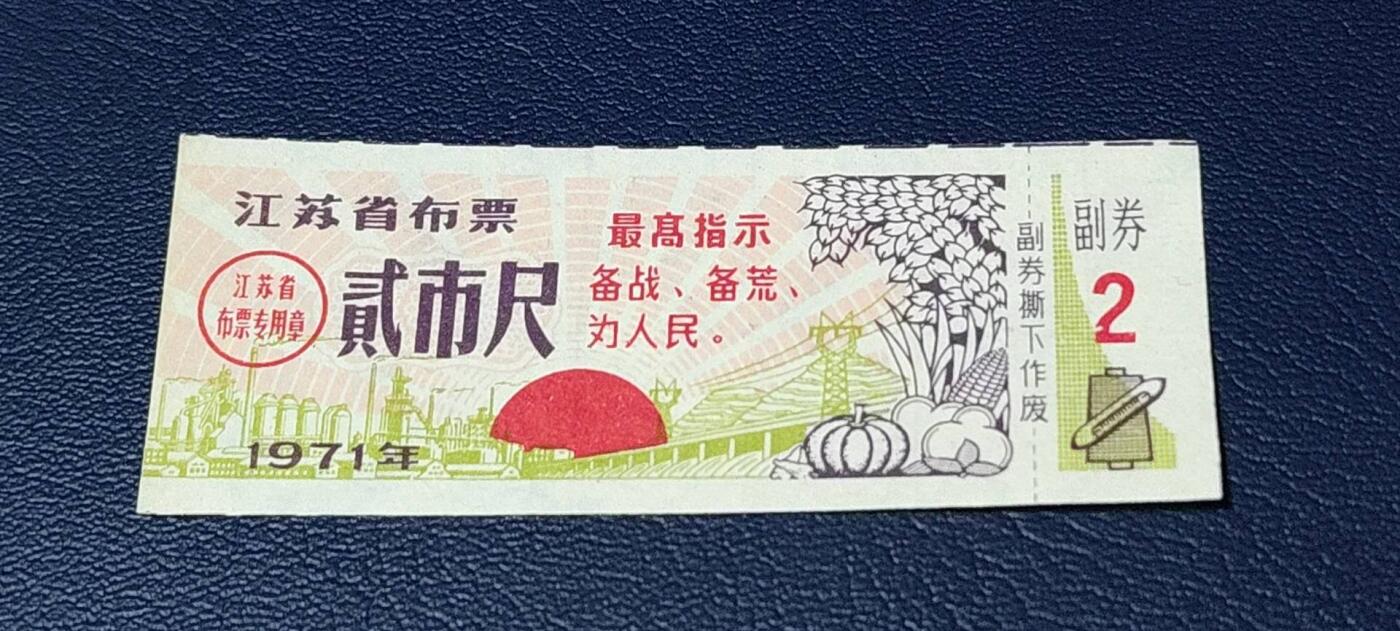 江苏省布票
江苏省
布票专用章
贰市尺
1971年
最高指示
备战、备荒、
为人民。
副券撕下作废
副券
2